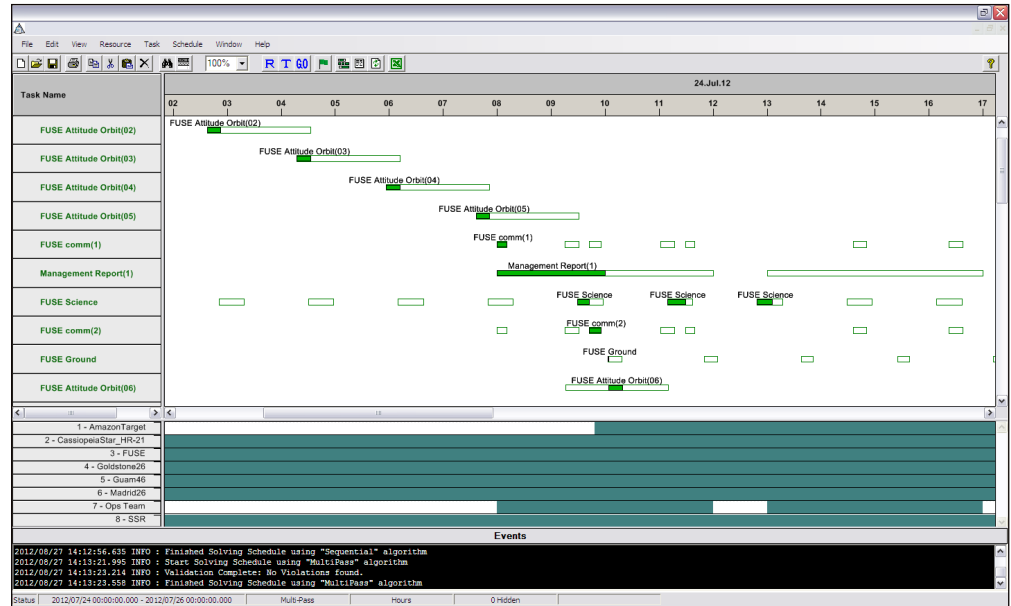 File Edit View Resource Task Schedule Window Help
100% R T GO
Task Name
24.Jul.12
02 03 04 05 06 07 08 09 10 11 12 13 14 15 16 17
FUSE Attitude Orbit(02) FUSE Attitude Orbit(02)
FUSE Attitude Orbit(03) FUSE Attitude Orbit(03)
FUSE Attitude Orbit(04) FUSE Attitude Orbit(04)
FUSE Attitude Orbit(05) FUSE Attitude Orbit(05)
FUSE comm(1) FUSE comm(1)
Management Report(1) Management Report(1)
FUSE Science FUSE Science FUSE Science FUSE Science
FUSE comm(2) FUSE comm(2)
FUSE Ground FUSE Ground
FUSE Attitude Orbit(06) FUSE Attitude Orbit(06)
1 - AmazonTarget
2 - CassiopeiaStar_HR-21
3 - FUSE
4 - Goldstone26
5 - Guam46
6 - Madrid26
7 - Ops Team
8 - SSR
Events
2012/08/27 14:12:56.635 INFO : Finished Solving Schedule using "Sequential" algorithm
2012/08/27 14:13:21.995 INFO : Start Solving Schedule using "MultiPass" algorithm
2012/08/27 14:13:23.214 INFO : Validation Complete: No Violations found.
2012/08/27 14:13:23.558 INFO : Finished Solving Schedule using "MultiPass" algorithm
Status 2012/07/24 00:00:00.000 - 2012/07/26 00:00:00.000 Multi-Pass Hours 0 Hidden